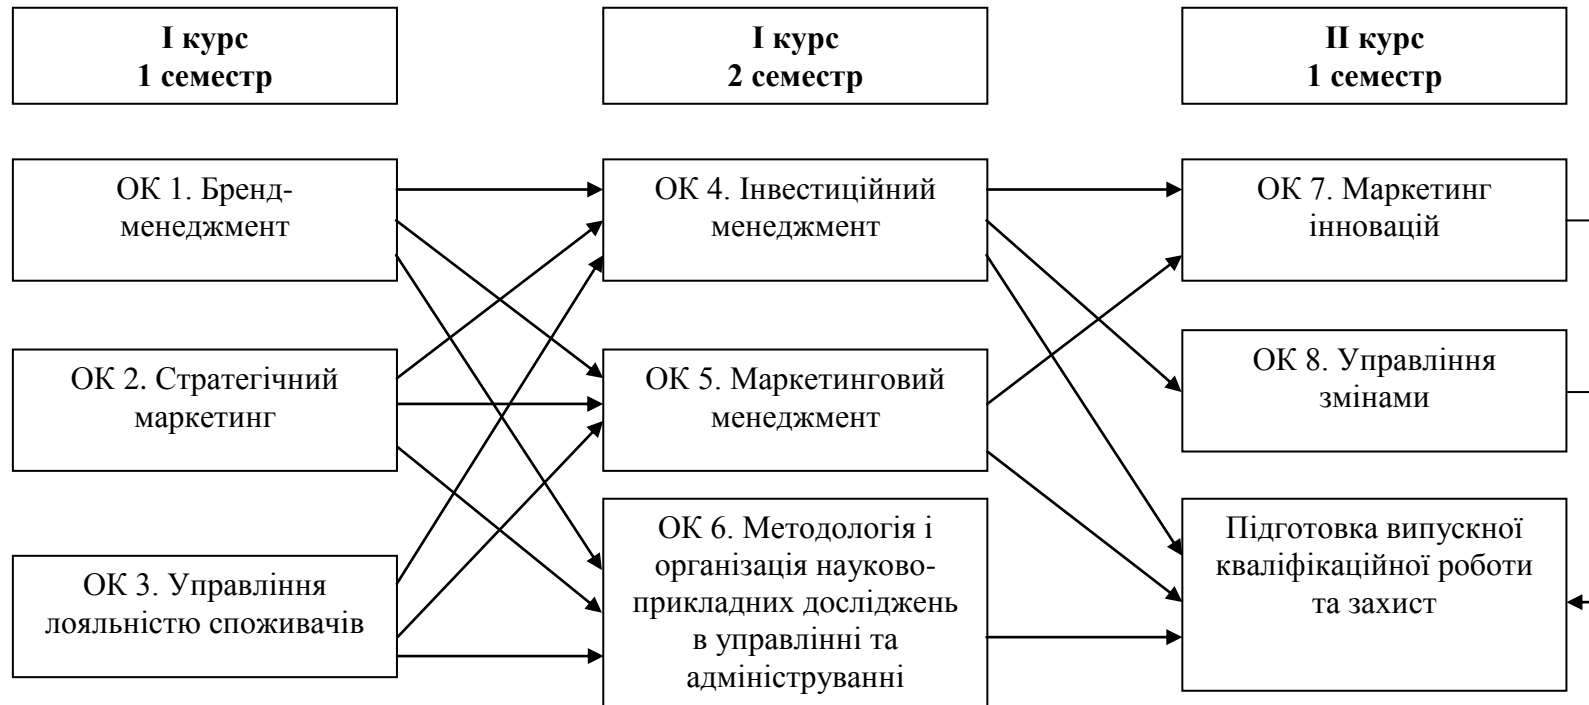 І курс
1 семестр
І курс
2 семестр
ІІ курс
1 семестр
ОК 1. Бренд-
менеджмент
ОК 4. Інвестиційний
менеджмент
ОК 7. Маркетинг
інновацій
ОК 2. Стратегічний
маркетинг
ОК 5. Маркетинговий
менеджмент
ОК 8. Управління
змінами
ОК 3. Управління
лояльністю споживачів
ОК 6. Методологія і
організація науково-
прикладних досліджень
в управлінні та
адмініструванні
Підготовка випускної
кваліфікаційної роботи
та захист